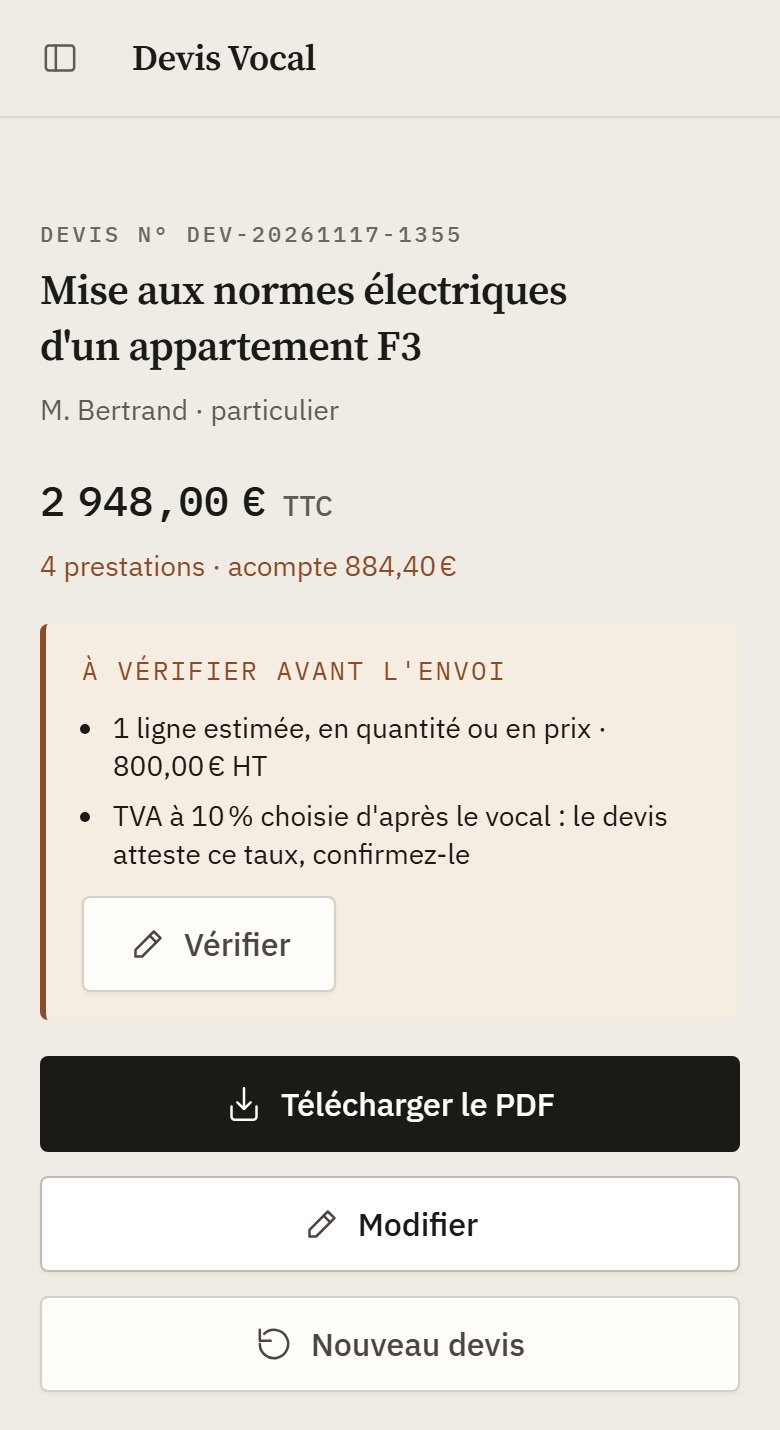 Devis Vocal
DEVIS N° DEV-20261117-1355
Mise aux normes électriques
d'un appartement F3
M. Bertrand · particulier
2 948,00 € TTC
4 prestations · acompte 884,40 €
À VÉRIFIER AVANT L'ENVOI
• 1 ligne estimée, en quantité ou en prix ·
800,00 € HT
• TVA à 10 % choisie d'après le vocal : le devis
atteste ce taux, confirmez-le
Vérifier
Télécharger le PDF
Modifier
Nouveau devis